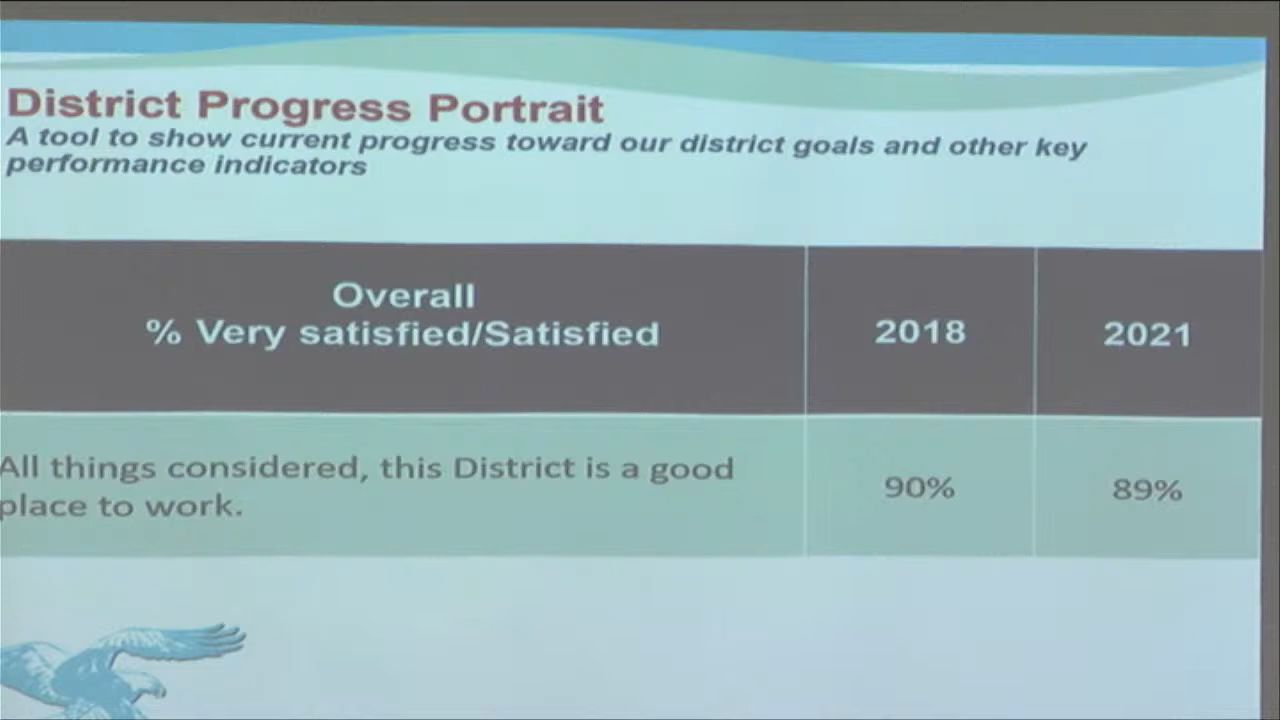 District Progress Portrait
A tool to show current progress toward our district goals and other key
performance indicators
Overall
% Very satisfied/Satisfied
2018
2021
All things considered, this District is a good
place to work.
90%
89%